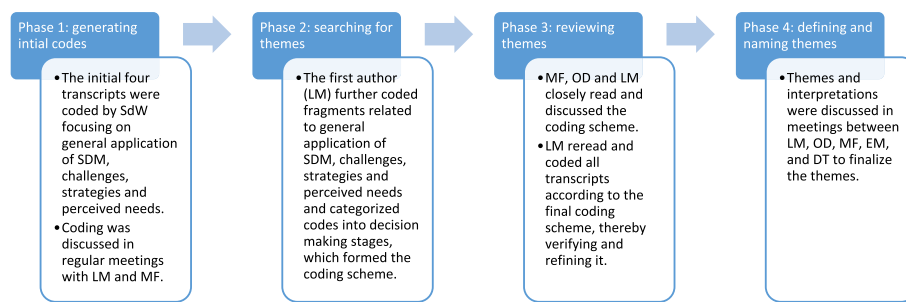 Phase 1: generating
intial codes
•The initial four
transcripts were
coded by SdW
focusing on
general application
of SDM,
challenges,
strategies and
perceived needs.
•Coding was
discussed in
regular meetings
with LM and MF.
Phase 2: searching for
themes
•The first author
(LM) further coded
fragments related
to general
application of
SDM, challenges,
strategies and
perceived needs
and categorized
codes into decision
making stages,
which formed the
coding scheme.
Phase 3: reviewing
themes
•MF, OD and LM
closely read and
discussed the
coding scheme.
•LM reread and
coded all
transcripts
according to the
final coding
scheme, thereby
verifying and
refining it.
Phase 4: defining and
naming themes
•Themes and
interpretations
were discussed in
meetings between
LM, OD, MF, EM,
and DT to finalize
the themes.